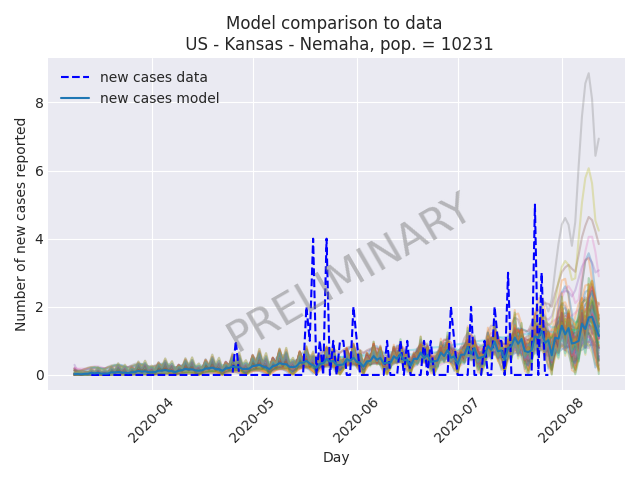 Model comparison to data
US - Kansas - Nemaha, pop. = 10231
new cases data
new cases model
Number of new cases reported
8
6
4
2
0
PRELIMINARY
2020-04
2020-05
2020-06
2020-07
2020-08
Day